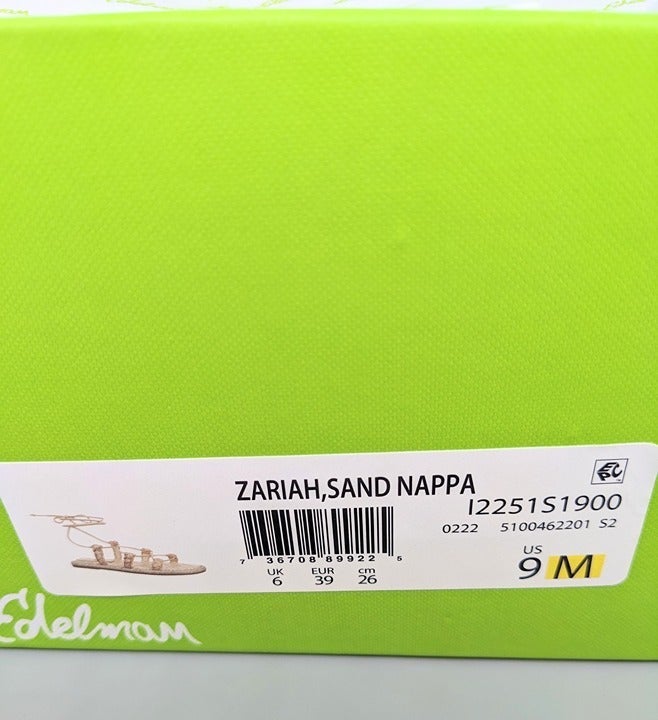 ZARIAH,SAND NAPPA
I2251S1900
0222 5100462201 S2
7 36708 89922 5
UK EUR cm
6 39 26
US
9 M
Edelman